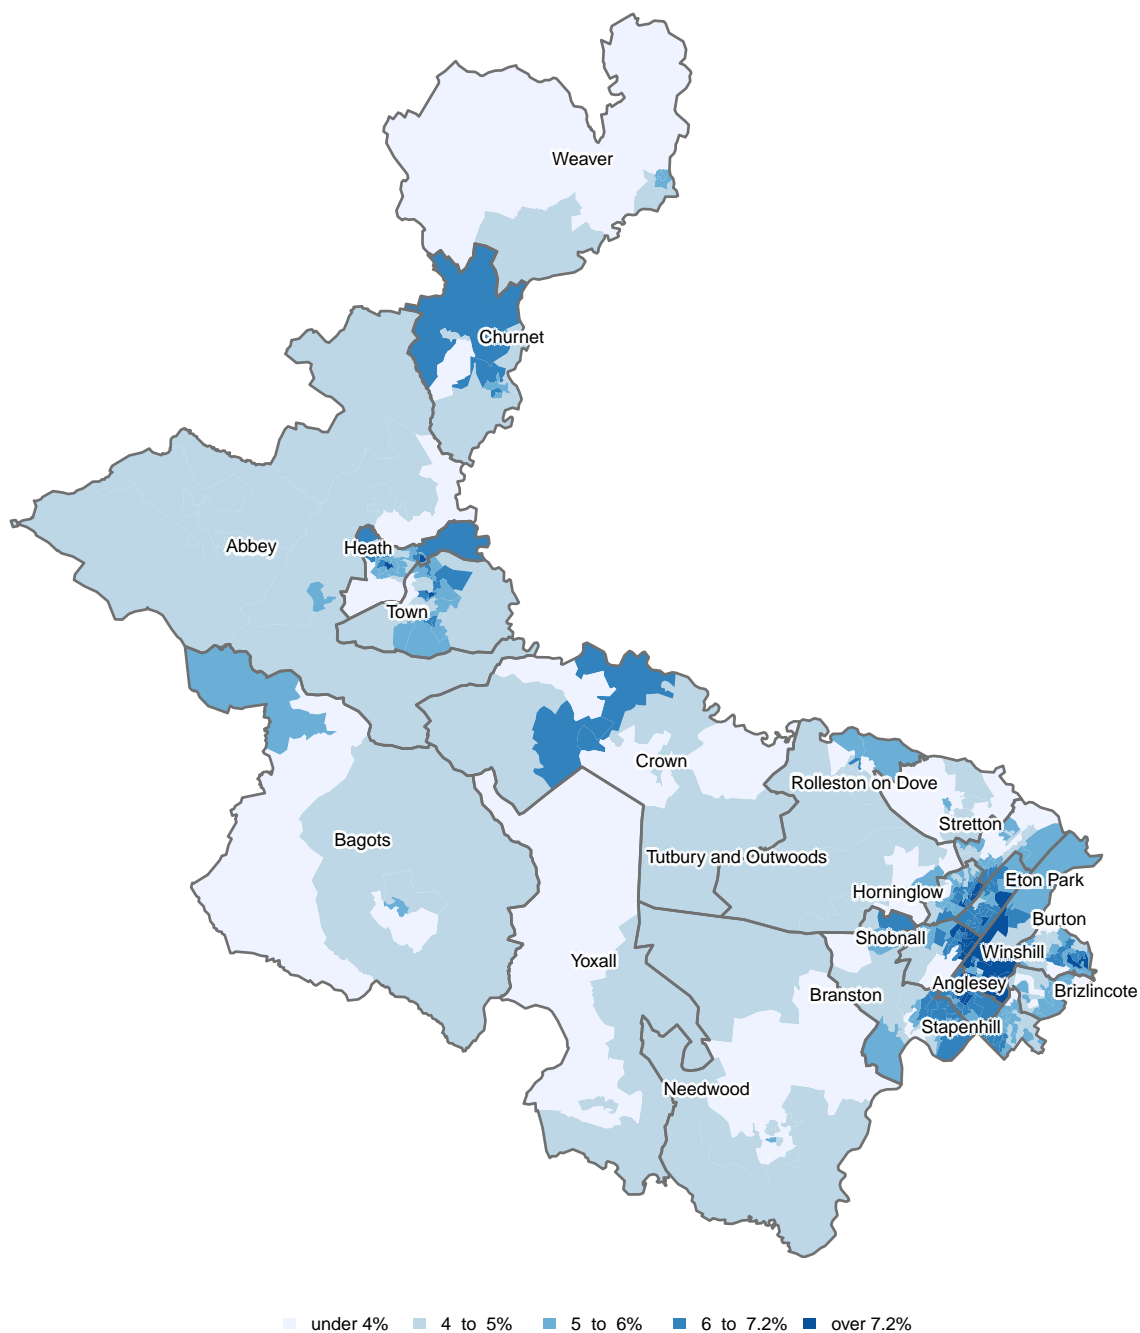 Weaver
Churnet
Abbey
Heath
Town
Crown
Rolleston on Dove
Stretton
Bagots
Tutbury and Outwoods
Eton Park
Horninglow
Burton
Shobnall
Winshill
Yoxall
Anglesey
Brizlincote
Branston
Stapenhill
Needwood
under 4% 4 to 5% 5 to 6% 6 to 7.2% over 7.2%